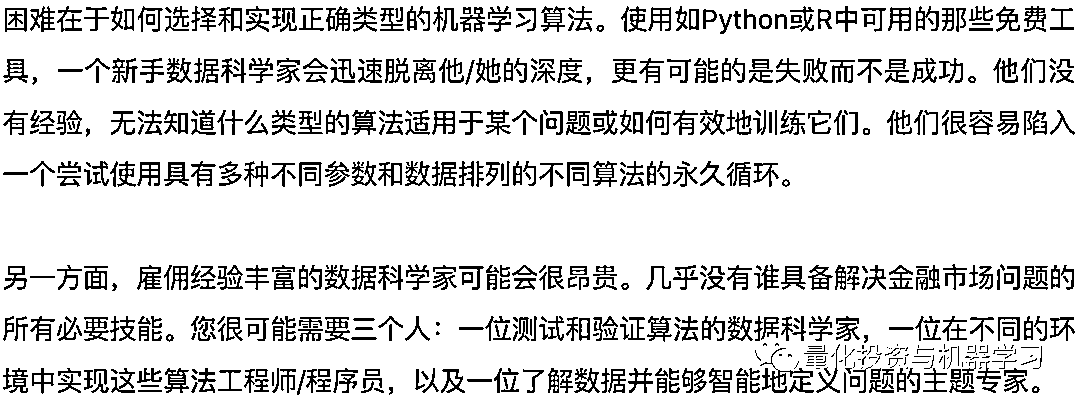 困难在于如何选择和实现正确类型的机器学习算法。使用如Python或R中可用的那些免费工
具，一个新手数据科学家会迅速脱离他/她的深度，更有可能的是失败而不是成功。他们没
有经验，无法知道什么类型的算法适用于某个问题或如何有效地训练它们。他们很容易陷入
一个尝试使用具有多种不同参数和数据排列的不同算法的永久循环。
另一方面，雇佣经验丰富的数据科学家可能会很昂贵。几乎没有谁具备解决金融市场问题的
所有必要技能。您很可能需要三个人：一位测试和验证算法的数据科学家，一位在不同的环
境中实现这些算法工程师/程序员，以及一位了解数据并能够智能地定义问题的主题专家。
量化投资与机器学习